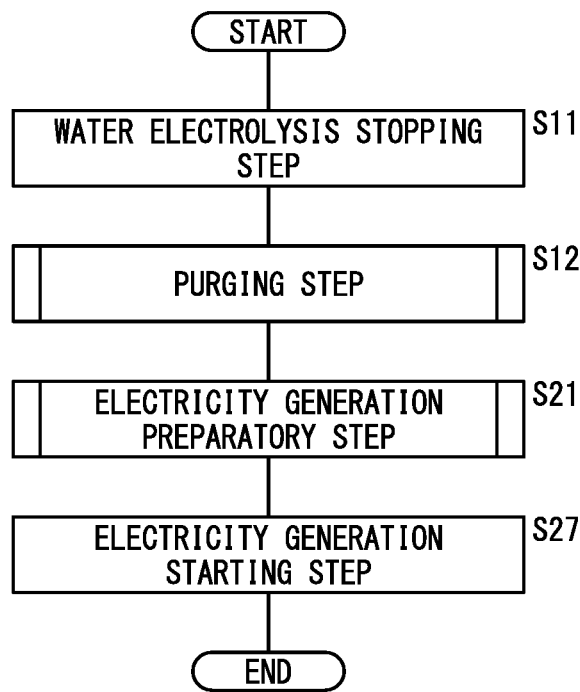 START
WATER ELECTROLYSIS STOPPING
STEP
S11
PURGING STEP
S12
ELECTRICITY GENERATION
PREPARATORY STEP
S21
ELECTRICITY GENERATION
STARTING STEP
S27
END